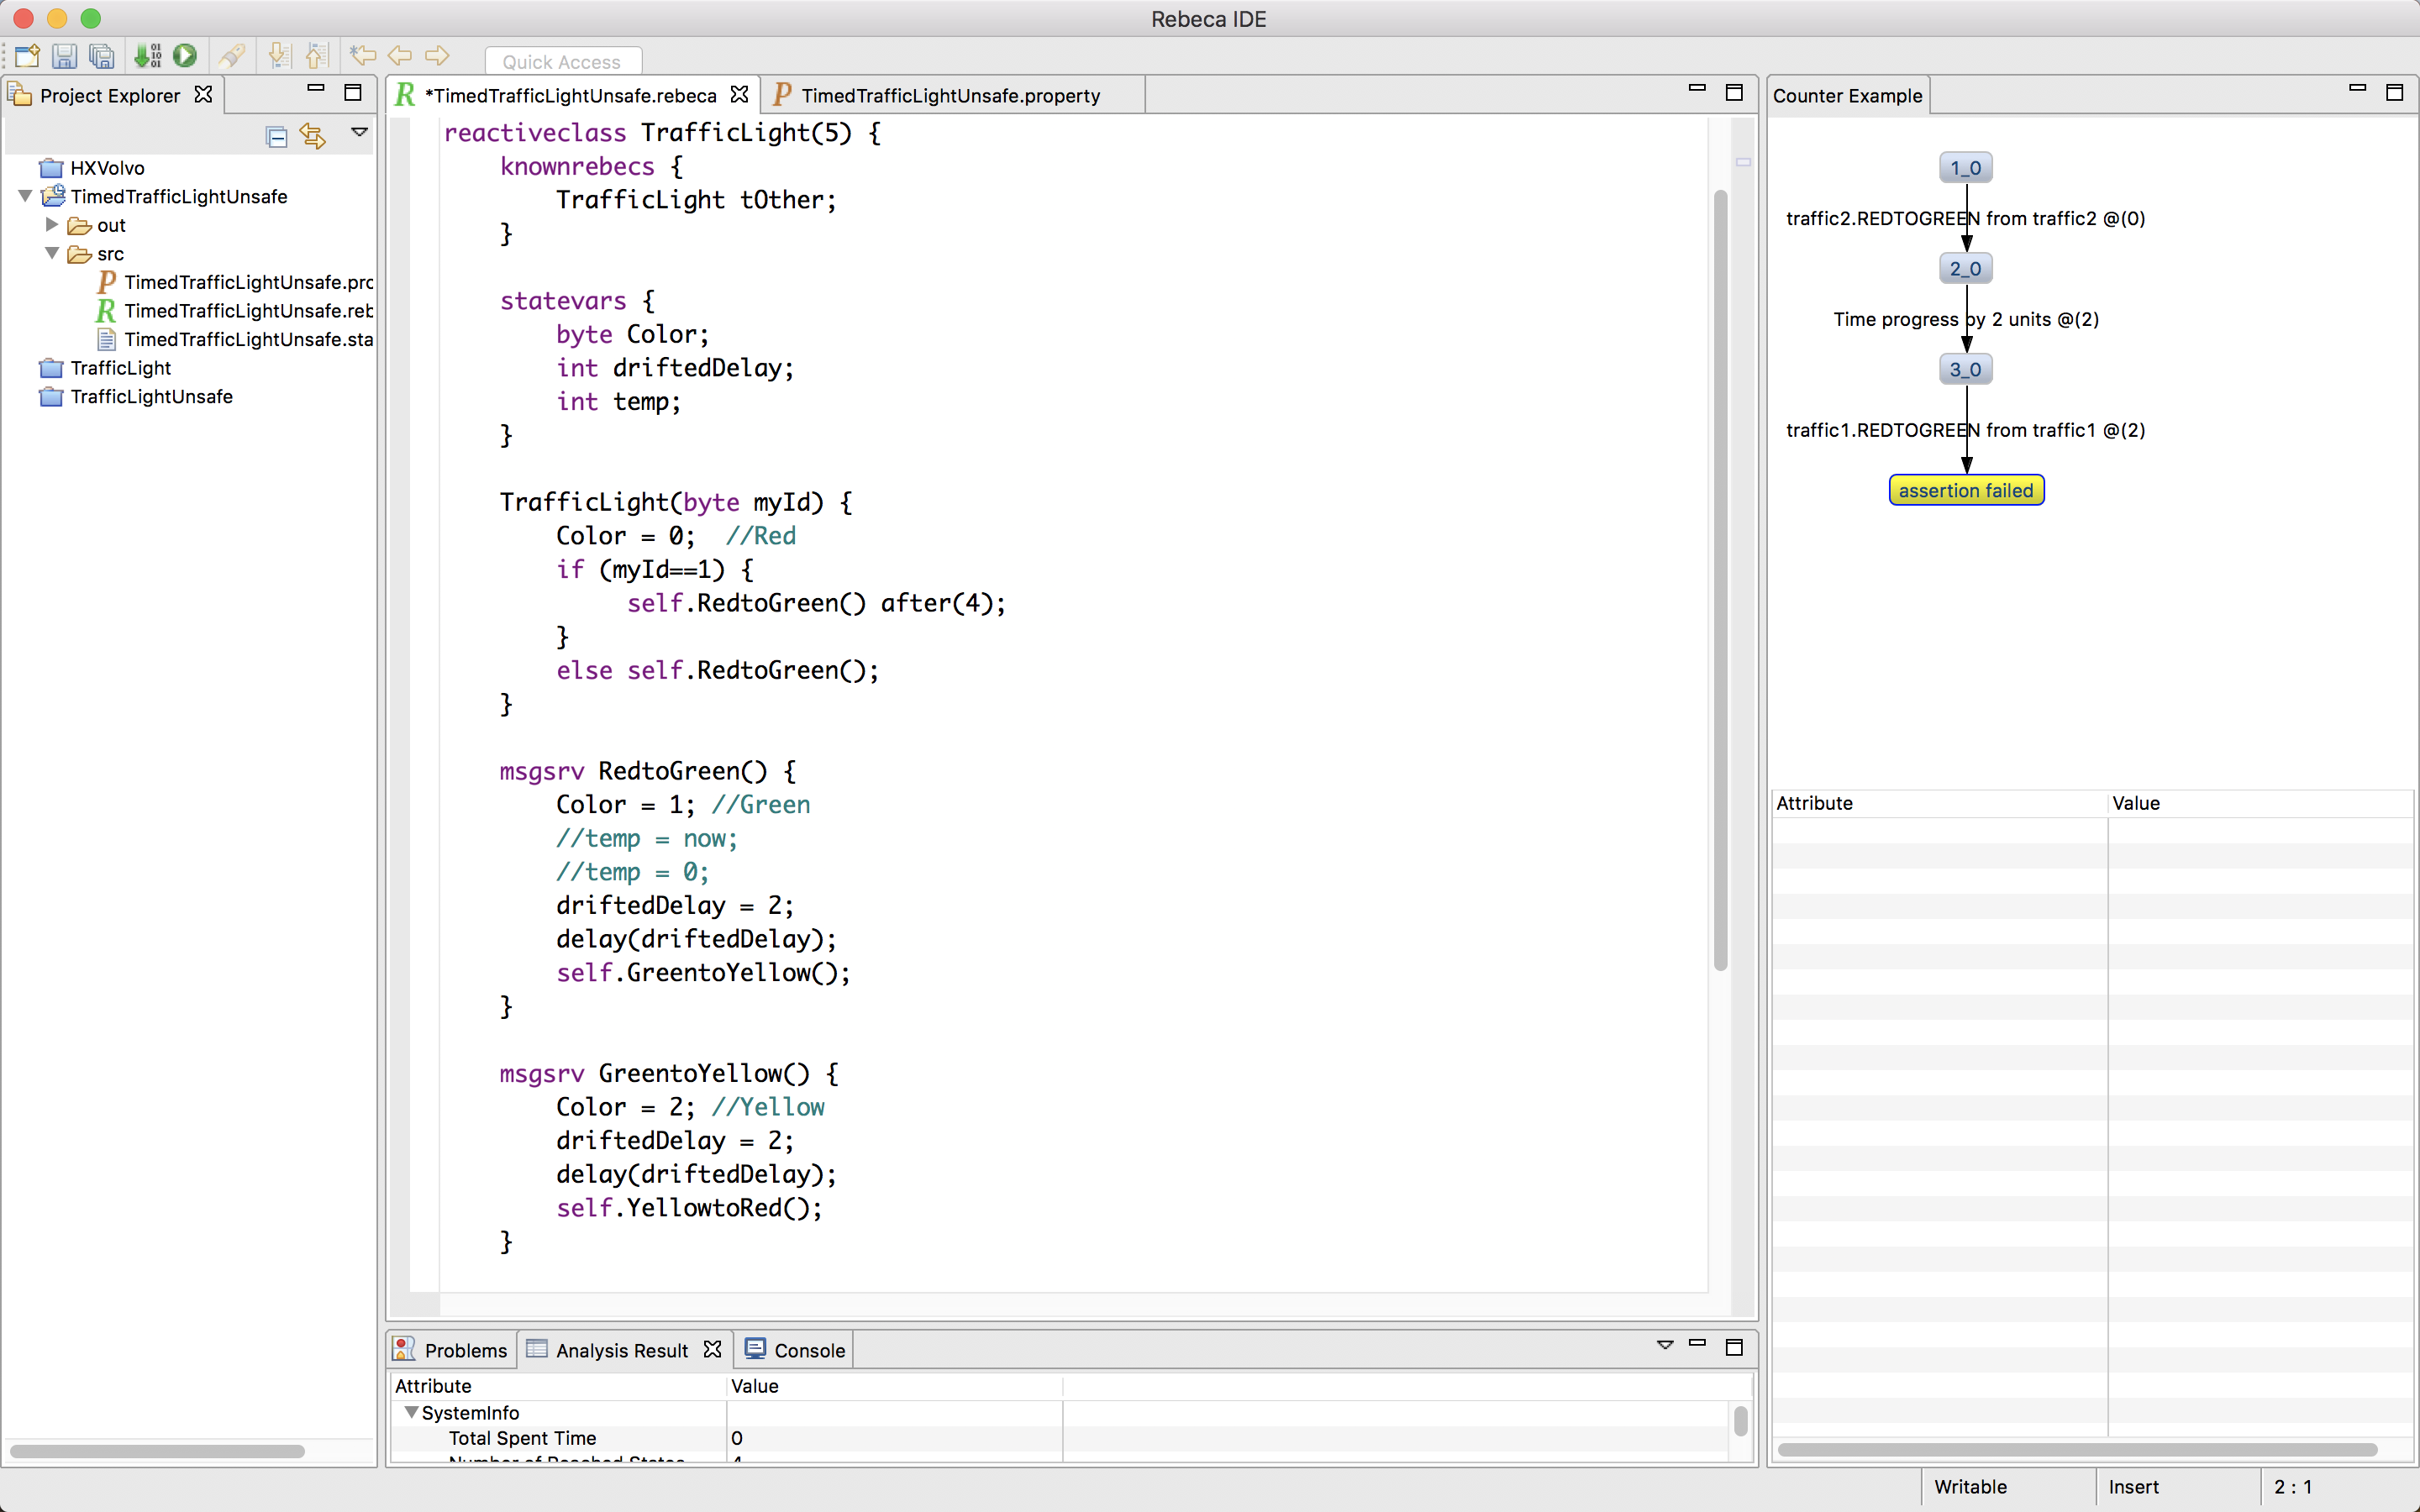 Rebeca IDE
Quick Access
Project Explorer
HXVolvo
TimedTrafficLightUnsafe
out
src
TimedTrafficLightUnsafe.prc
TimedTrafficLightUnsafe.reb
TimedTrafficLightUnsafe.sta
TrafficLight
TrafficLightUnsafe
*TimedTrafficLightUnsafe.rebeca
TimedTrafficLightUnsafe.property
reactiveclass TrafficLight(5) {
knownrebecs {
TrafficLight tOther;
}
statevars {
byte Color;
int driftedDelay;
int temp;
}
TrafficLight(byte myId) {
Color = 0;  //Red
if (myId==1) {
self.RedtoGreen() after(4);
}
else self.RedtoGreen();
}
msgsrv RedtoGreen() {
Color = 1; //Green
//temp = now;
//temp = 0;
driftedDelay = 2;
delay(driftedDelay);
self.GreentoYellow();
}
msgsrv GreentoYellow() {
Color = 2; //Yellow
driftedDelay = 2;
delay(driftedDelay);
self.YellowtoRed();
}
Problems
Analysis Result
Console
Attribute Value
SystemInfo
Total Spent Time 0
Number of Reached States 4
Counter Example
1_0
traffic2.REDTOGREEN from traffic2 @(0)
2_0
Time progress by 2 units @(2)
3_0
traffic1.REDTOGREEN from traffic1 @(2)
assertion failed
Attribute Value
Writable
Insert
2 : 1